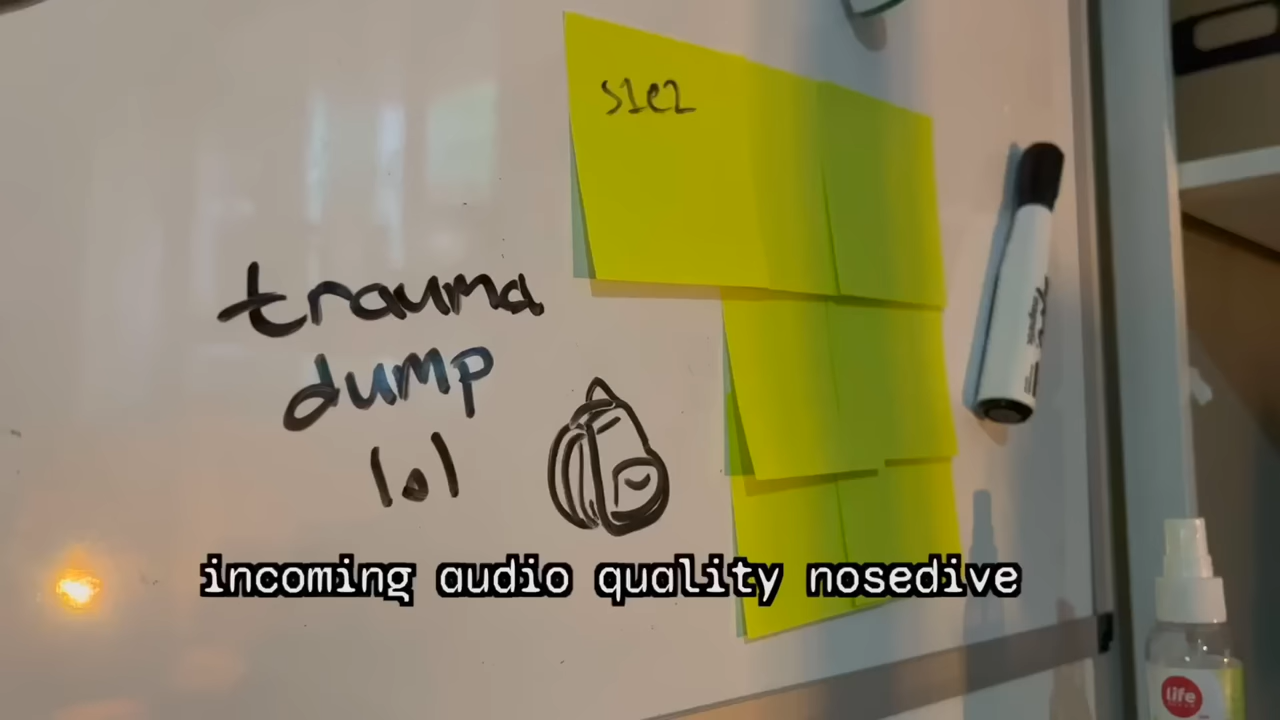 s1e2
trauma
dump
lol
incoming audio quality nosedive
life